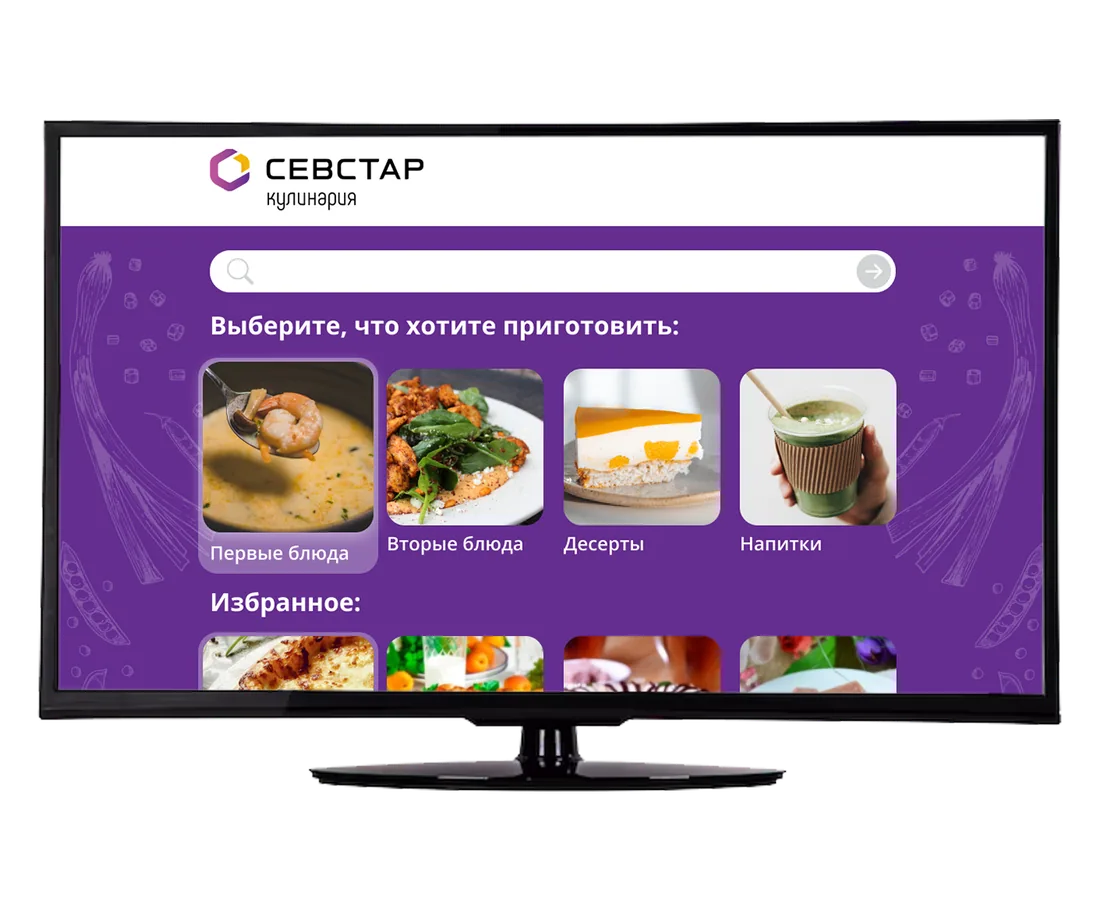 СЕВСТАР
кулинария
Выберите, что хотите приготовить:
Первые блюда
Вторые блюда
Десерты
Напитки
Избранное: